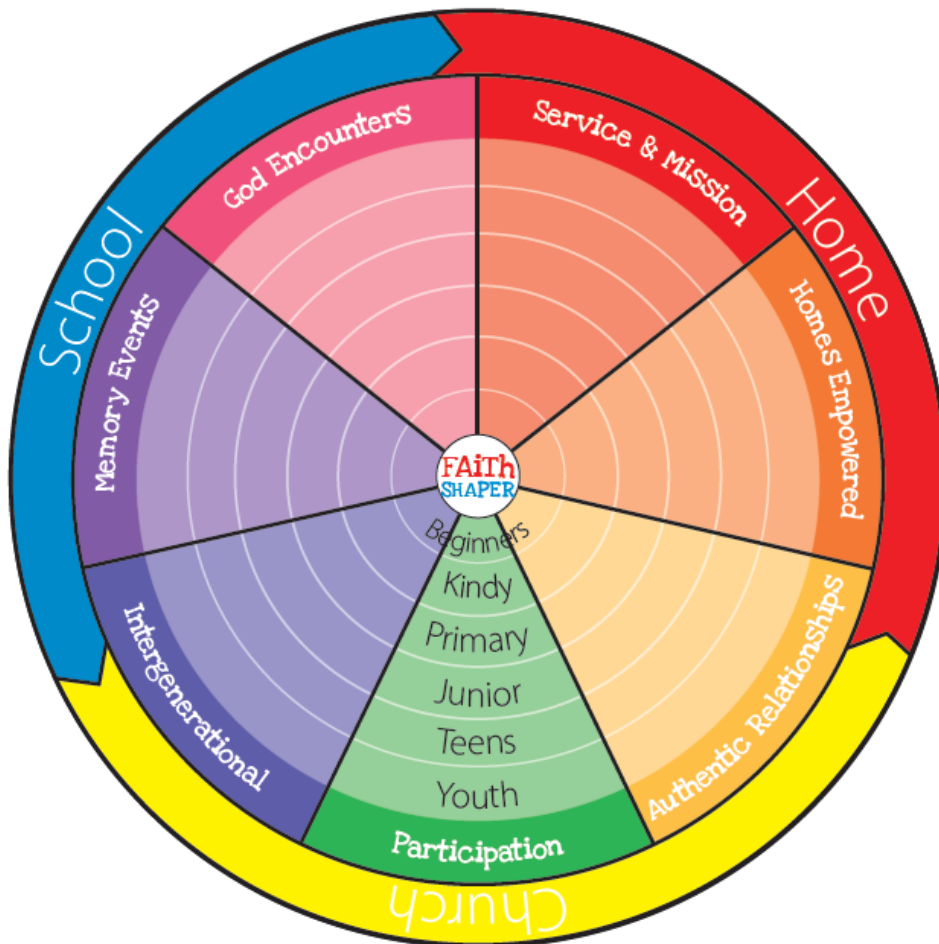 School
Home
Church
God Encounters
Service & Mission
Homes Empowered
Authentic Relationships
Participation
Intergenerational
Memory Events
FAiTh
SHAPER
Beginners
Kindy
Primary
Junior
Teens
Youth